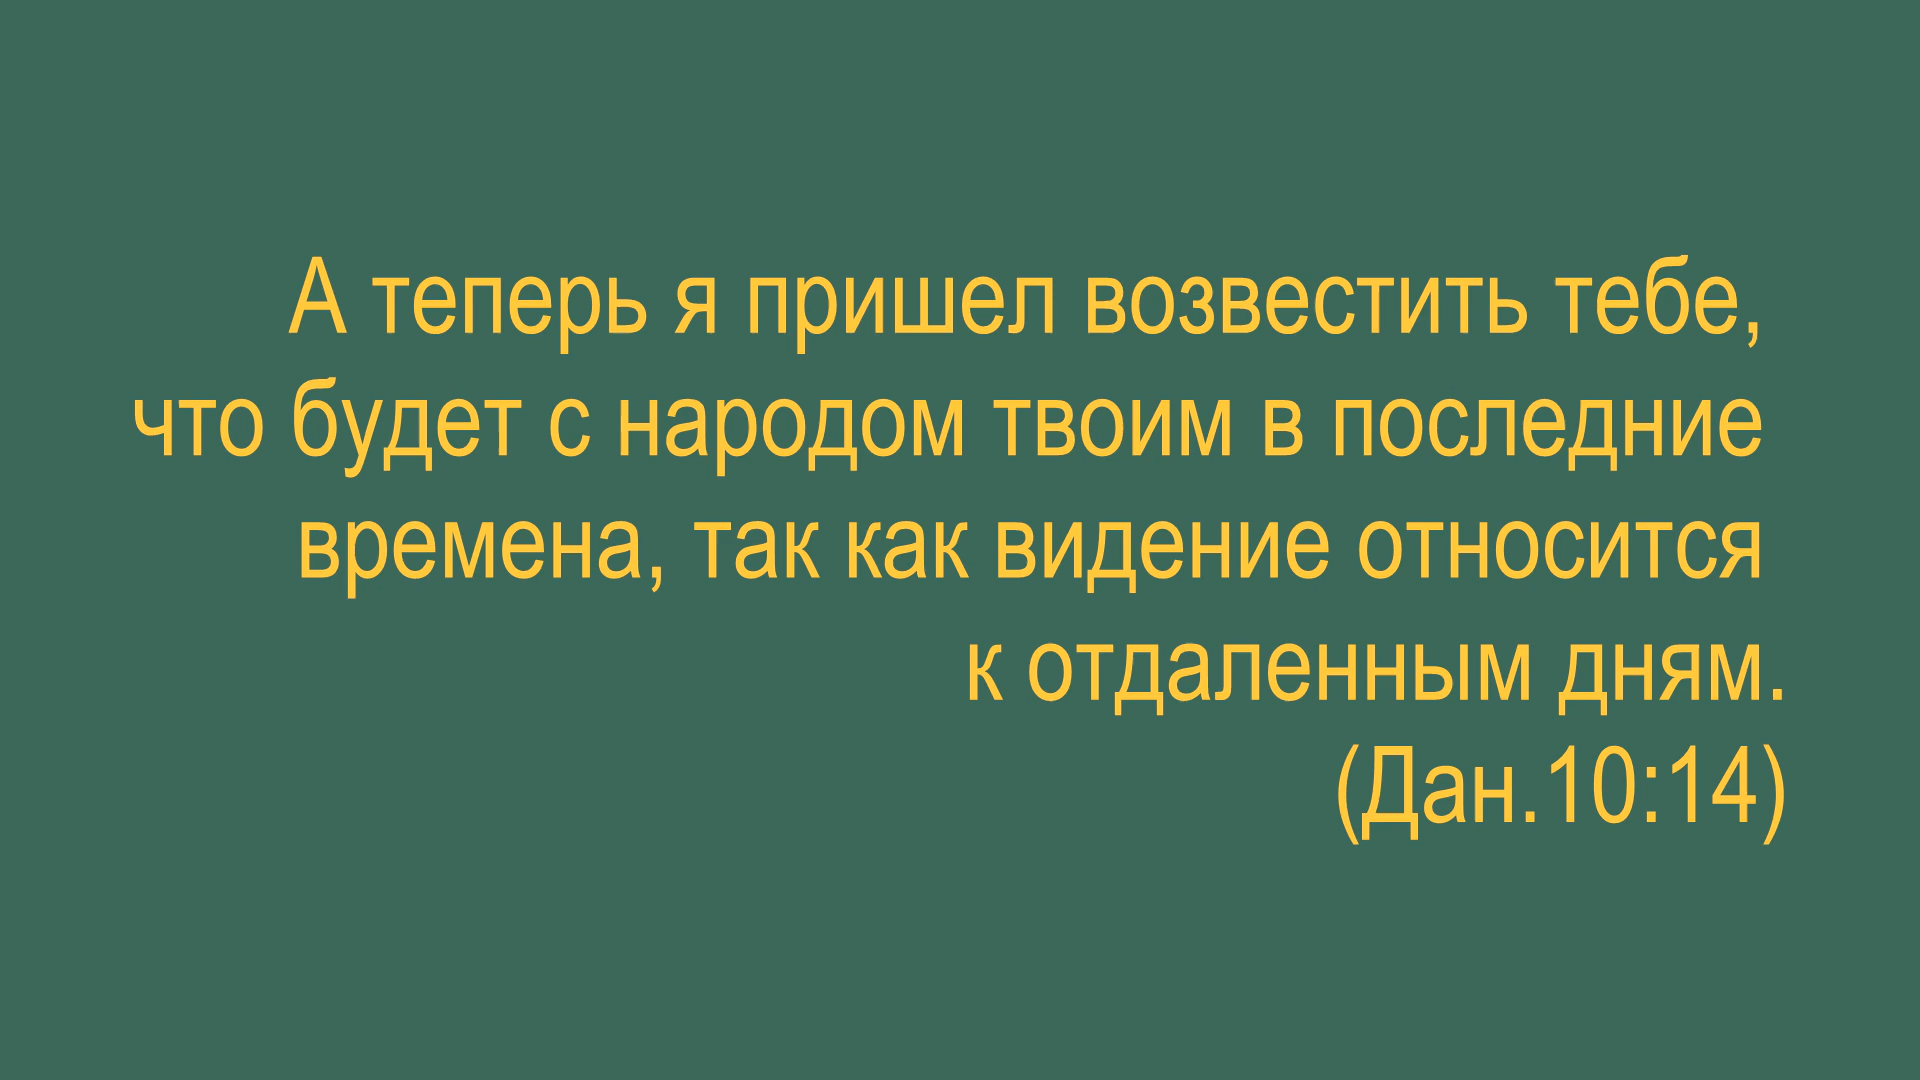 А теперь я пришел возвестить тебе,
что будет с народом твоим в последние
времена, так как видение относится
к отдаленным дням.
(Дан.10:14)